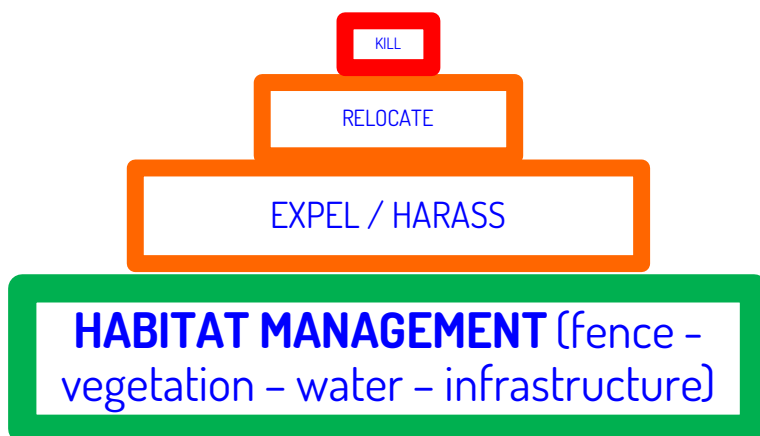 KILL
RELOCATE
EXPEL / HARASS
HABITAT MANAGEMENT (fence -
vegetation – water – infrastructure)